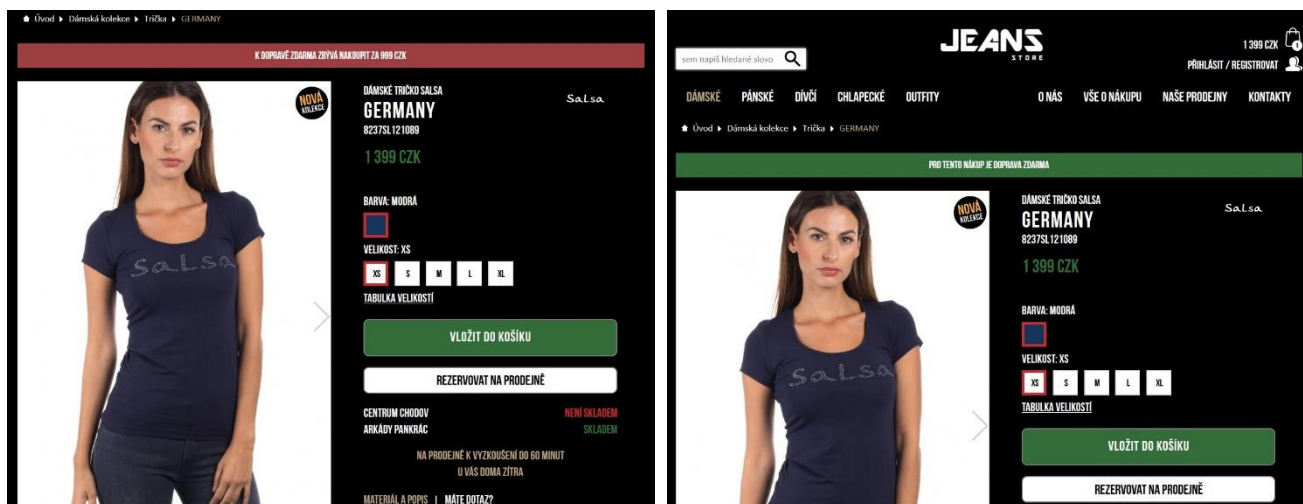 Úvod ▸ Dámská kolekce ▸ Trička ▸ GERMANY
K DOPRAVĚ ZDARMA ZBÝVÁ NAKOUPIT ZA 999 CZK
NOVÁ
KOLEKCE
DÁMSKÉ TRIČKO SALSA
GERMANY
8237SL121089
Salsa
1 399 CZK
BARVA: MODRÁ
VELIKOST: XS
XS S M L XL
TABULKA VELIKOSTÍ
VLOŽIT DO KOŠÍKU
REZERVOVAT NA PRODEJNĚ
CENTRUM CHODOV NENÍ SKLADEM
ARKÁDY PANKRÁC SKLADEM
NA PRODEJNĚ K VYZKOUŠENÍ DO 60 MINUT
U VÁS DOMA ZÍTRA
MATERIÁL A POPIS | MÁTE DOTAZ?
Salsa
sem napiš hledané slovo
JEANS
STORE
1 399 CZK 1
PŘIHLÁSIT / REGISTROVAT
DÁMSKÉ PÁNSKÉ DÍVČÍ CHLAPECKÉ OUTFITY O NÁS VŠE O NÁKUPU NAŠE PRODEJNY KONTAKTY
Úvod ▸ Dámská kolekce ▸ Trička ▸ GERMANY
PRO TENTO NÁKUP JE DOPRAVA ZDARMA
NOVÁ
KOLEKCE
DÁMSKÉ TRIČKO SALSA
GERMANY
8237SL121089
Salsa
1 399 CZK
BARVA: MODRÁ
VELIKOST: XS
XS S M L XL
TABULKA VELIKOSTÍ
VLOŽIT DO KOŠÍKU
REZERVOVAT NA PRODEJNĚ
Salsa